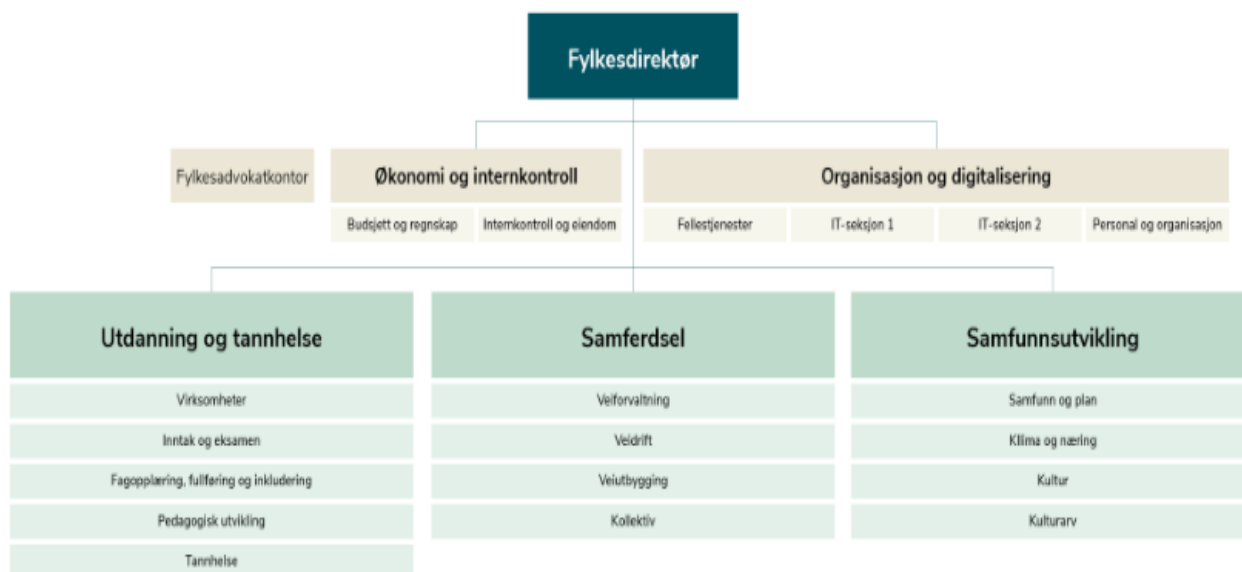 Fylkesdirektør
Fylkesadvokatkontor
Økonomi og internkontroll
Organisasjon og digitalisering
Budsjett og regnskap
Internkontroll og eiendom
Fellestjenester
IT-seksjon 1
IT-seksjon 2
Personal og organisasjon
Utdanning og tannhelse
Virksomheter
Inntak og eksamen
Fagopplæring, fullføring og inkludering
Pedagogisk utvikling
Tannhelse
Samferdsel
Veiforvaltning
Veidrift
Veiutbygging
Kollektiv
Samfunnsutvikling
Samfunn og plan
Kllima og næring
Kultur
Kulturarv